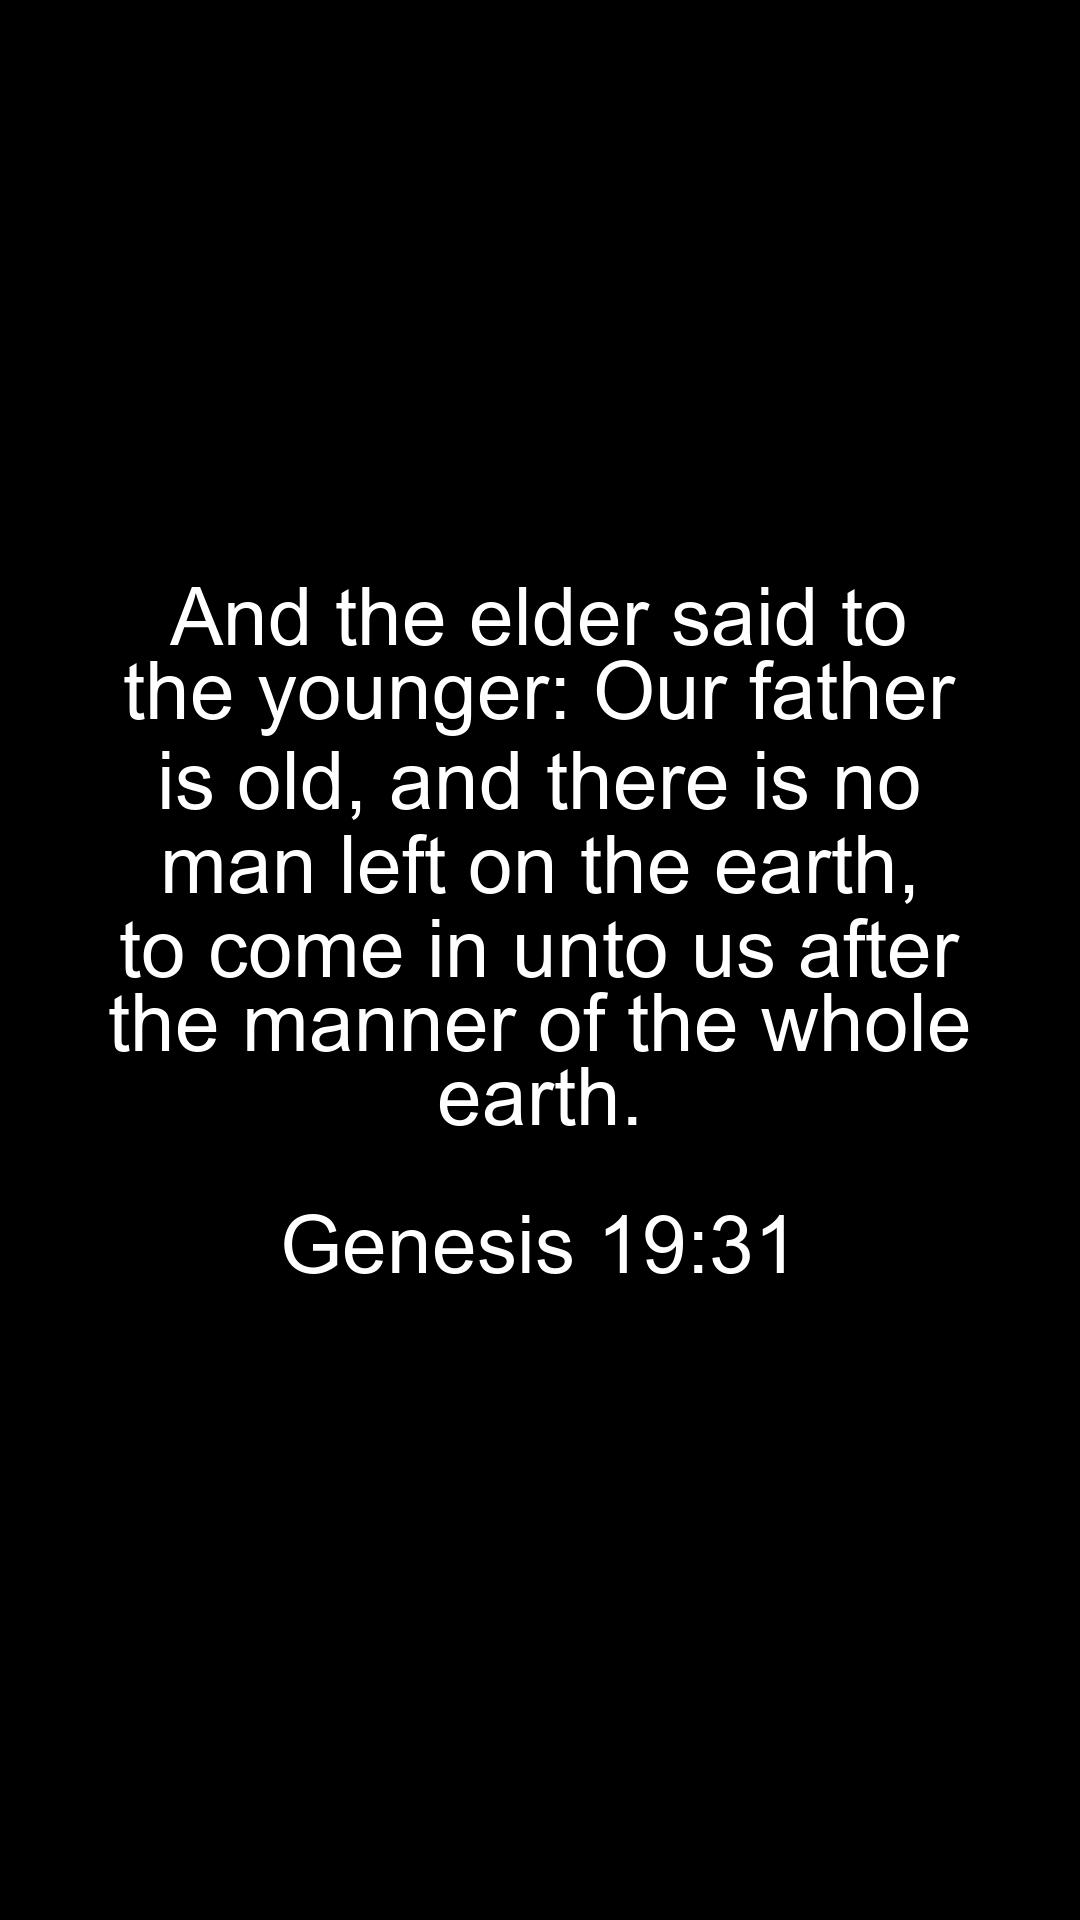 And the elder said to
the younger: Our father
is old, and there is no
man left on the earth,
to come in unto us after
the manner of the whole
earth.
Genesis 19:31